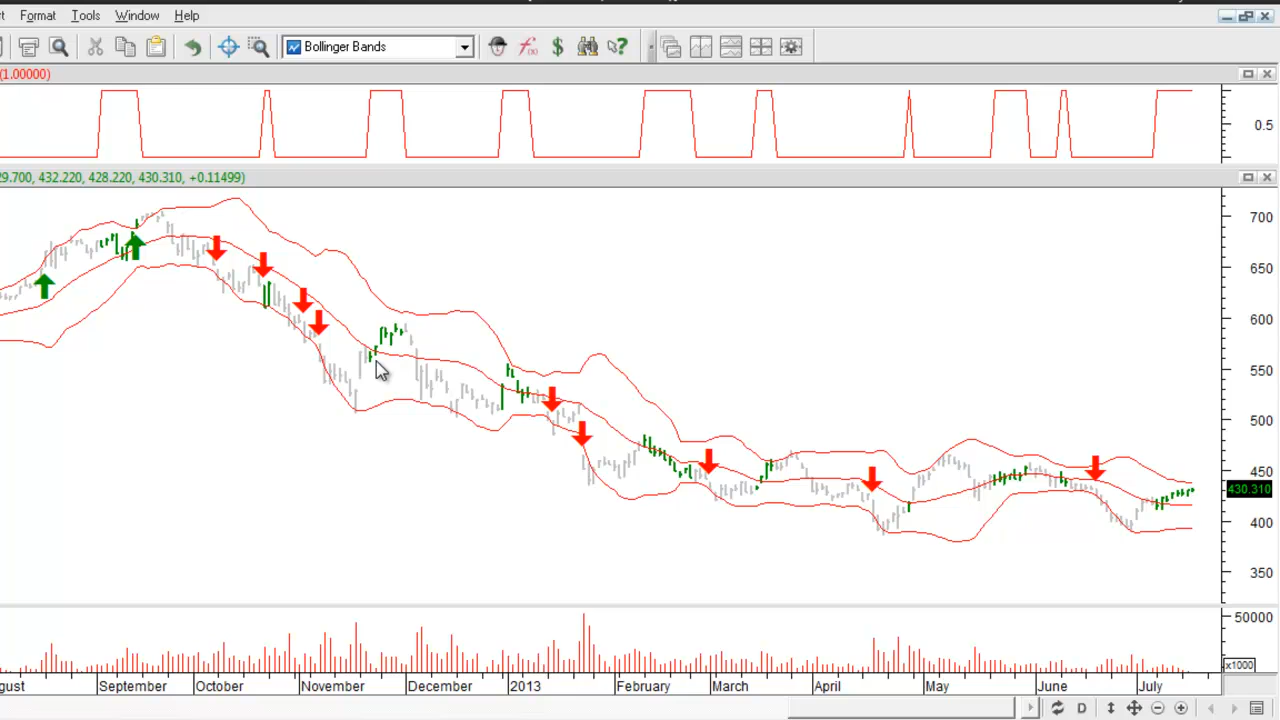 Format Tools Window Help
Bollinger Bands
(1.00000)
0.5
29.700, 432.220, 428.220, 430.310, +0.11499)
700
650
600
550
500
450
430.310
400
350
50000
x1000
gust September October November December 2013 February March April May June July
D